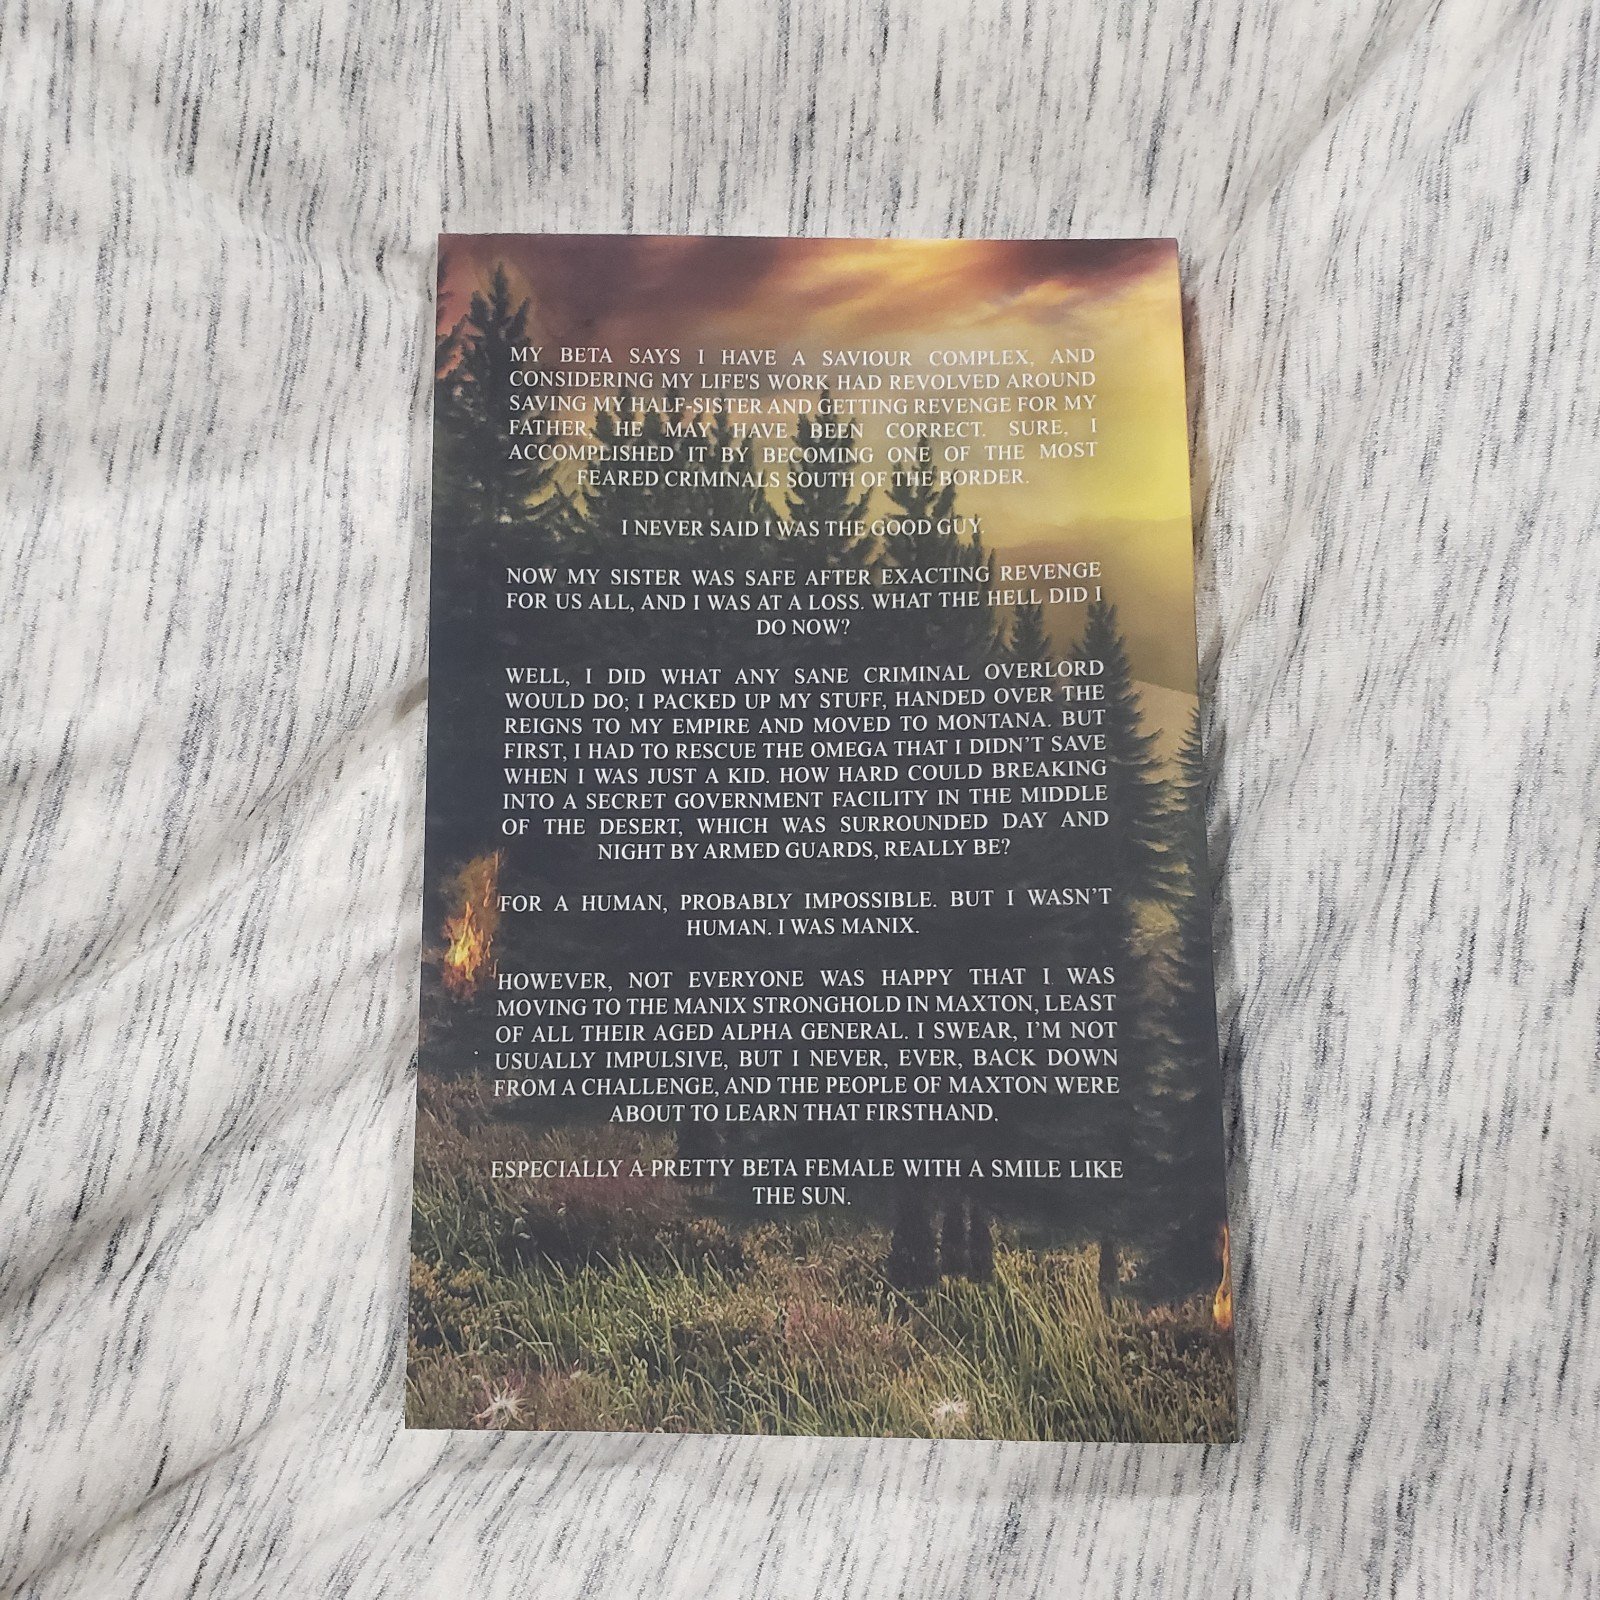 MY BETA SAYS I HAVE A SAVIOUR COMPLEX, AND
CONSIDERING MY LIFE'S WORK HAD REVOLVED AROUND
SAVING MY HALF-SISTER AND GETTING REVENGE FOR MY
FATHER, HE MAY HAVE BEEN CORRECT. SURE, I
ACCOMPLISHED IT BY BECOMING ONE OF THE MOST
FEARED CRIMINALS SOUTH OF THE BORDER.
I NEVER SAID I WAS THE GOOD GUY.
NOW MY SISTER WAS SAFE AFTER EXACTING REVENGE
FOR US ALL, AND I WAS AT A LOSS. WHAT THE HELL DID I
DO NOW?
WELL, I DID WHAT ANY SANE CRIMINAL OVERLORD
WOULD DO; I PACKED UP MY STUFF, HANDED OVER THE
REIGNS TO MY EMPIRE AND MOVED TO MONTANA. BUT
FIRST, I HAD TO RESCUE THE OMEGA THAT I DIDN'T SAVE
WHEN I WAS JUST A KID. HOW HARD COULD BREAKING
INTO A SECRET GOVERNMENT FACILITY IN THE MIDDLE
OF THE DESERT, WHICH WAS SURROUNDED DAY AND
NIGHT BY ARMED GUARDS, REALLY BE?
FOR A HUMAN, PROBABLY IMPOSSIBLE. BUT I WASN'T
HUMAN. I WAS MANIX.
HOWEVER, NOT EVERYONE WAS HAPPY THAT I WAS
MOVING TO THE MANIX STRONGHOLD IN MAXTON, LEAST
OF ALL THEIR AGED ALPHA GENERAL. I SWEAR, I'M NOT
USUALLY IMPULSIVE, BUT I NEVER, EVER, BACK DOWN
FROM A CHALLENGE, AND THE PEOPLE OF MAXTON WERE
ABOUT TO LEARN THAT FIRSTHAND.
ESPECIALLY A PRETTY BETA FEMALE WITH A SMILE LIKE
THE SUN.